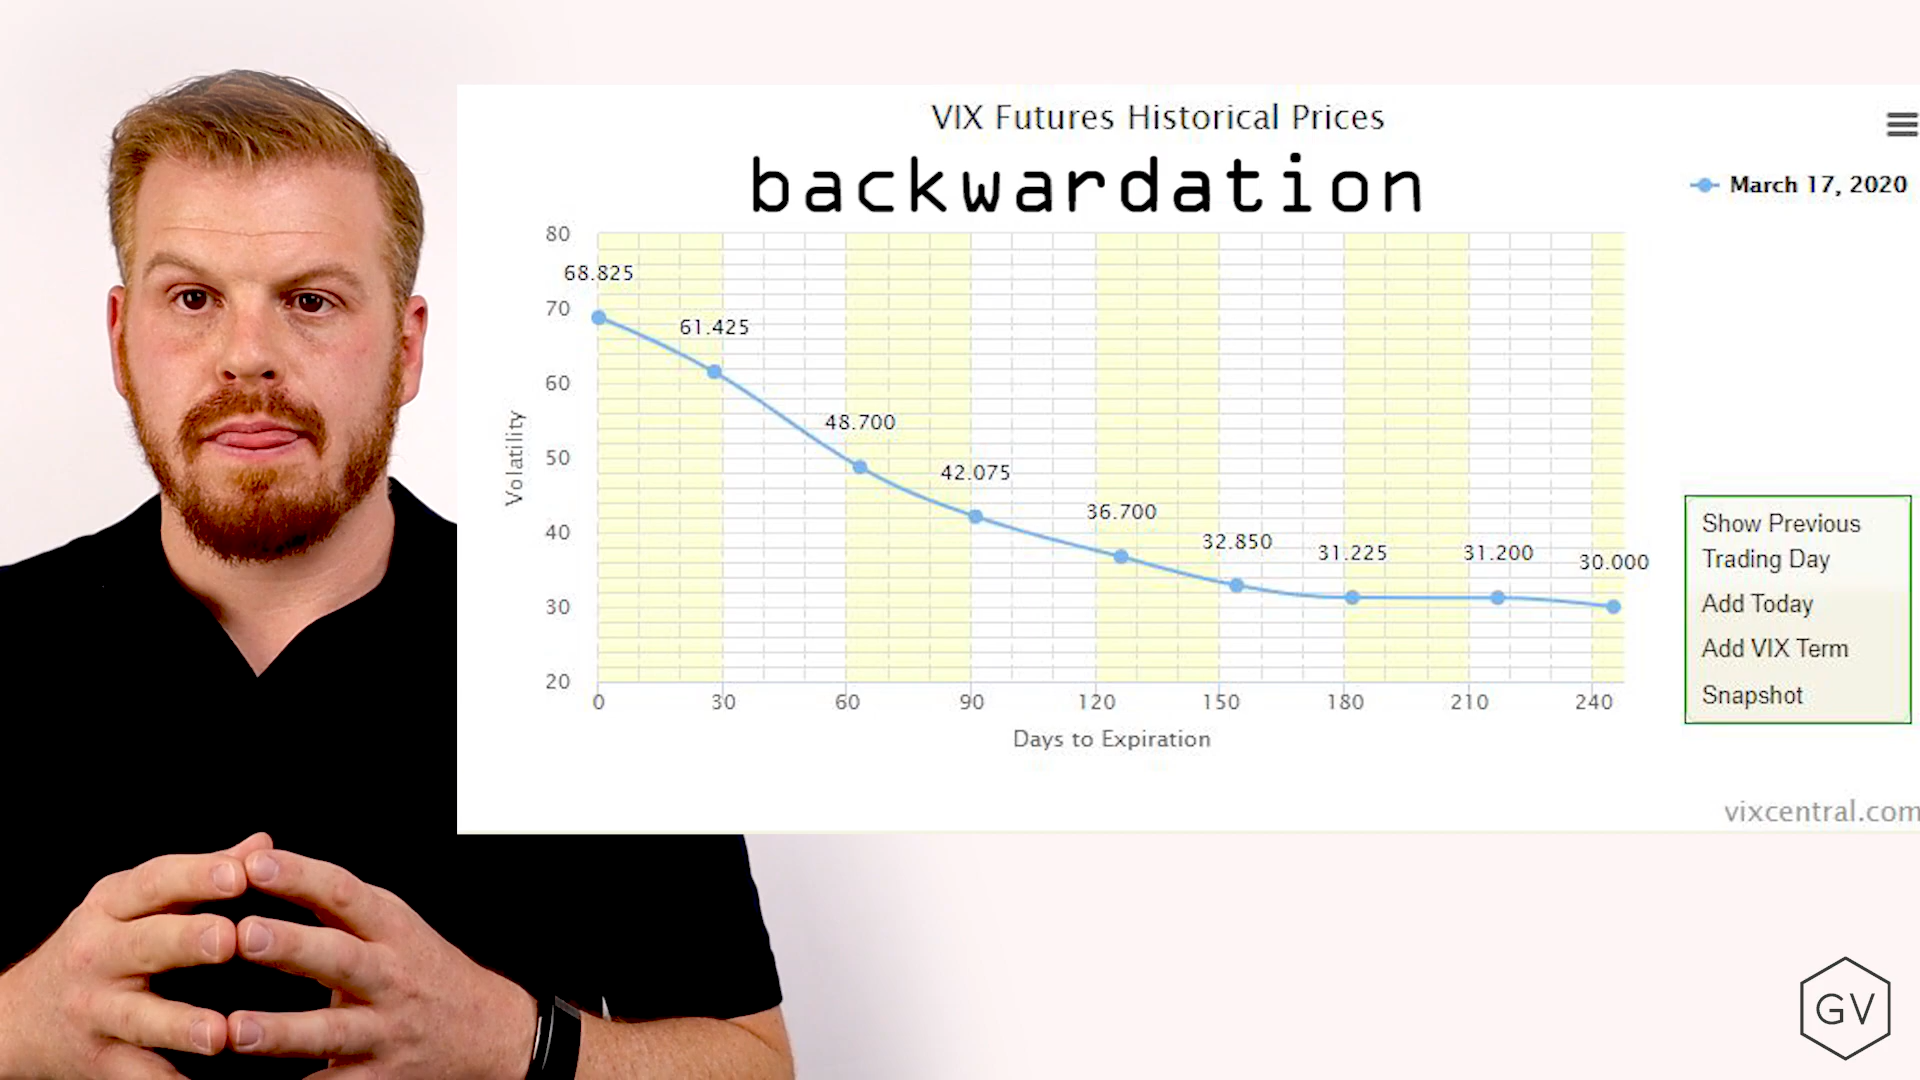 VIX Futures Historical Prices
backwardation
March 17, 2020
80
68.825
70
61.425
60
48.700
50
42.075
36.700
40
32.850
31.225
31.200
30.000
30
20
0 30 60 90 120 150 180 210 240
Volatility
Days to Expiration
Show Previous
Trading Day
Add Today
Add VIX Term
Snapshot
vixcentral.com
GV